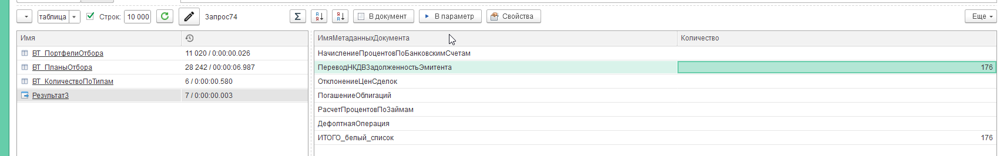 таблица Строк: 10 000 Запрос74 Σ В документ В параметр Свойства Еще
Имя ИмяМетаданныхДокумента Количество
ВТ_ПортфелиОтбора 11 020 / 0:00:00.026 НачислениеПроцентовПоБанковскимСчетам
ВТ_ПланыОтбора 28 242 / 00:00:06.987 ПереводНКДВЗадолженностьЭмитента 176
ВТ_КоличествоПоТипам 6 / 0:00:00.580 ОтклонениеЦенСделок
Результат3 7 / 0:00:00.003 ПогашениеОблигаций
РасчетПроцентовПоЗаймам
ДефолтнаяОперация
ИТОГО_белый_список 176